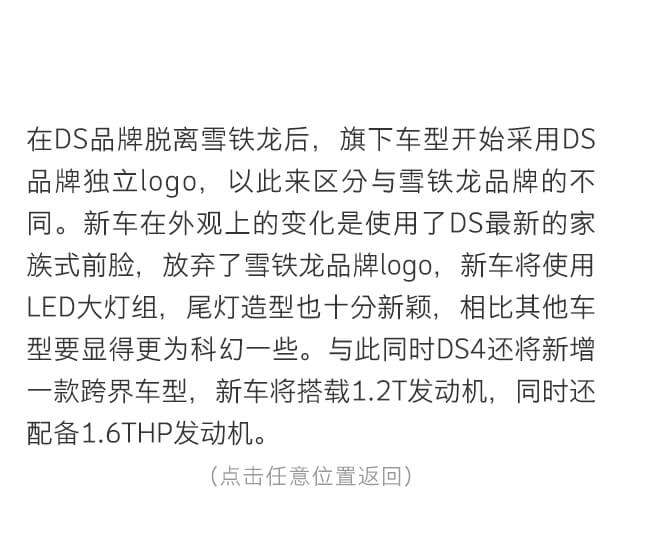 在DS品牌脱离雪铁龙后，旗下车型开始采用DS
品牌独立logo，以此来区分与雪铁龙品牌的不
同。新车在外观上的变化是使用了DS最新的家
族式前脸，放弃了雪铁龙品牌logo，新车将使用
LED大灯组，尾灯造型也十分新颖，相比其他车
型要显得更为科幻一些。与此同时DS4还将新增
一款跨界车型，新车将搭载1.2T发动机，同时还
配备1.6THP发动机。
（点击任意位置返回）